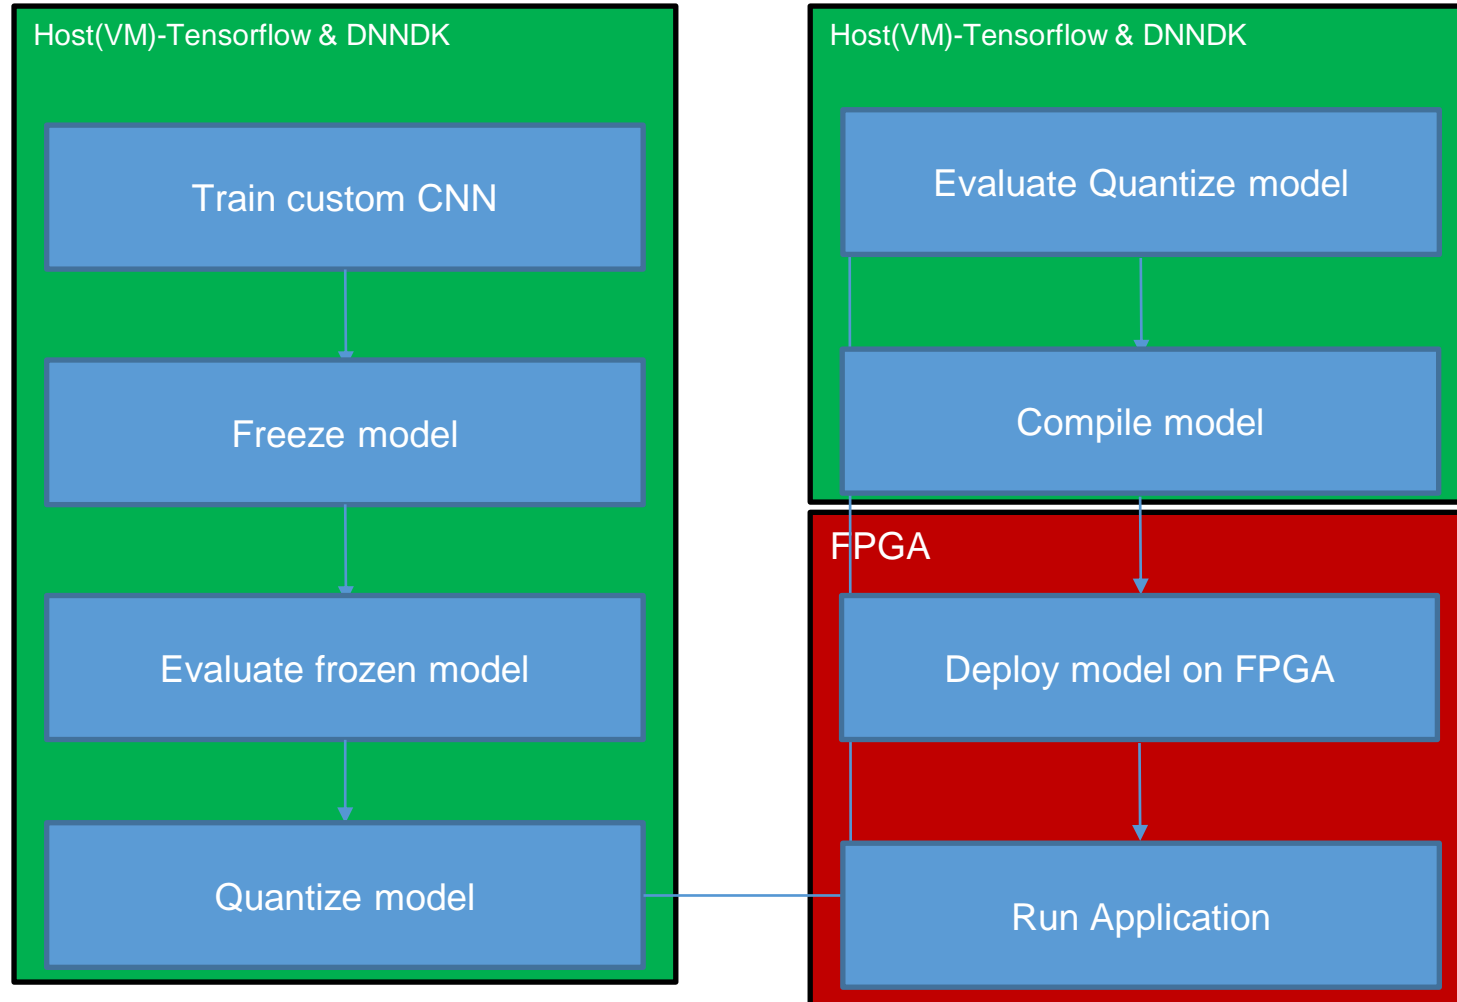 Host(VM)-Tensorflow & DNNDK
Train custom CNN
Freeze model
Evaluate frozen model
Quantize model
Host(VM)-Tensorflow & DNNDK
Evaluate Quantize model
Compile model
FPGA
Deploy model on FPGA
Run Application